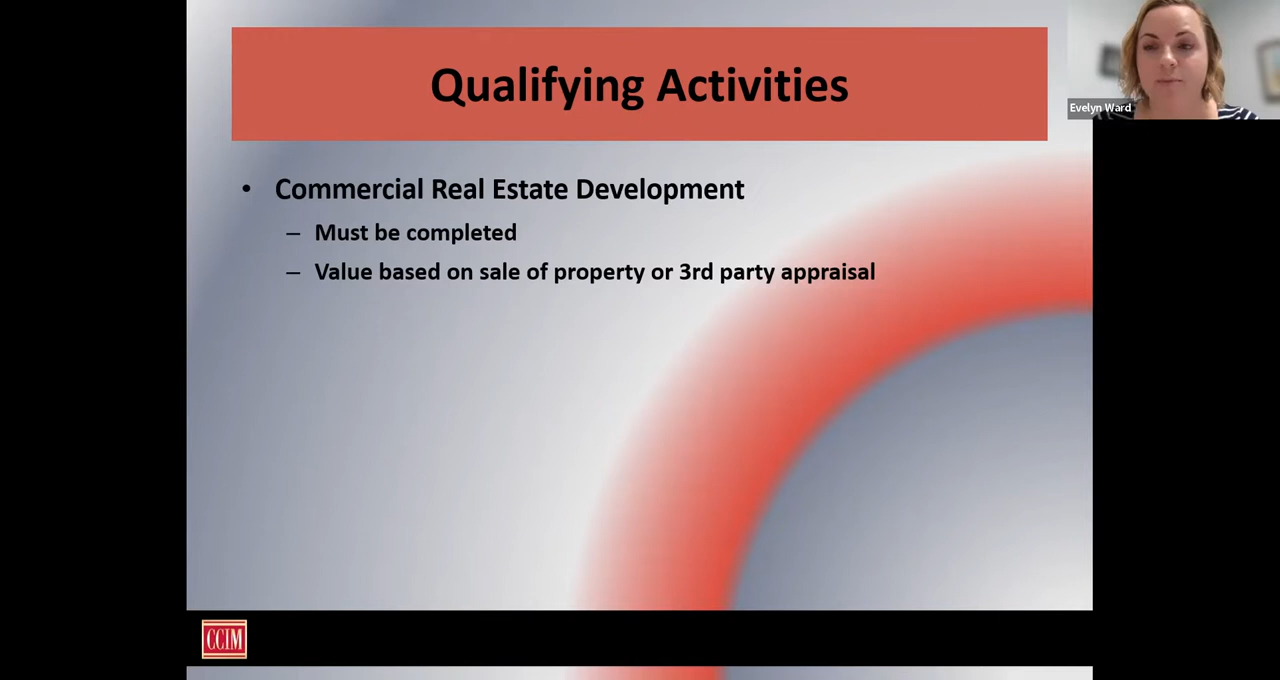 Qualifying Activities
Evelyn Ward
• Commercial Real Estate Development
– Must be completed
– Value based on sale of property or 3rd party appraisal
CCIM